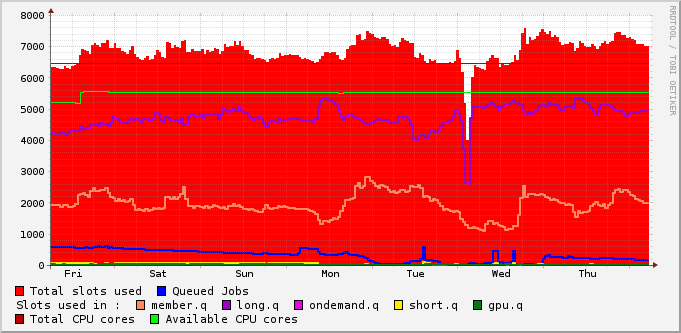 RRDTOOL / TOBI OETIKER
8000
7000
6000
5000
4000
3000
2000
1000
0
Fri Sat Sun Mon Tue Wed Thu
Total slots used Queued Jobs
Slots used in : member.q long.q ondemand.q short.q gpu.q
Total CPU cores Available CPU cores